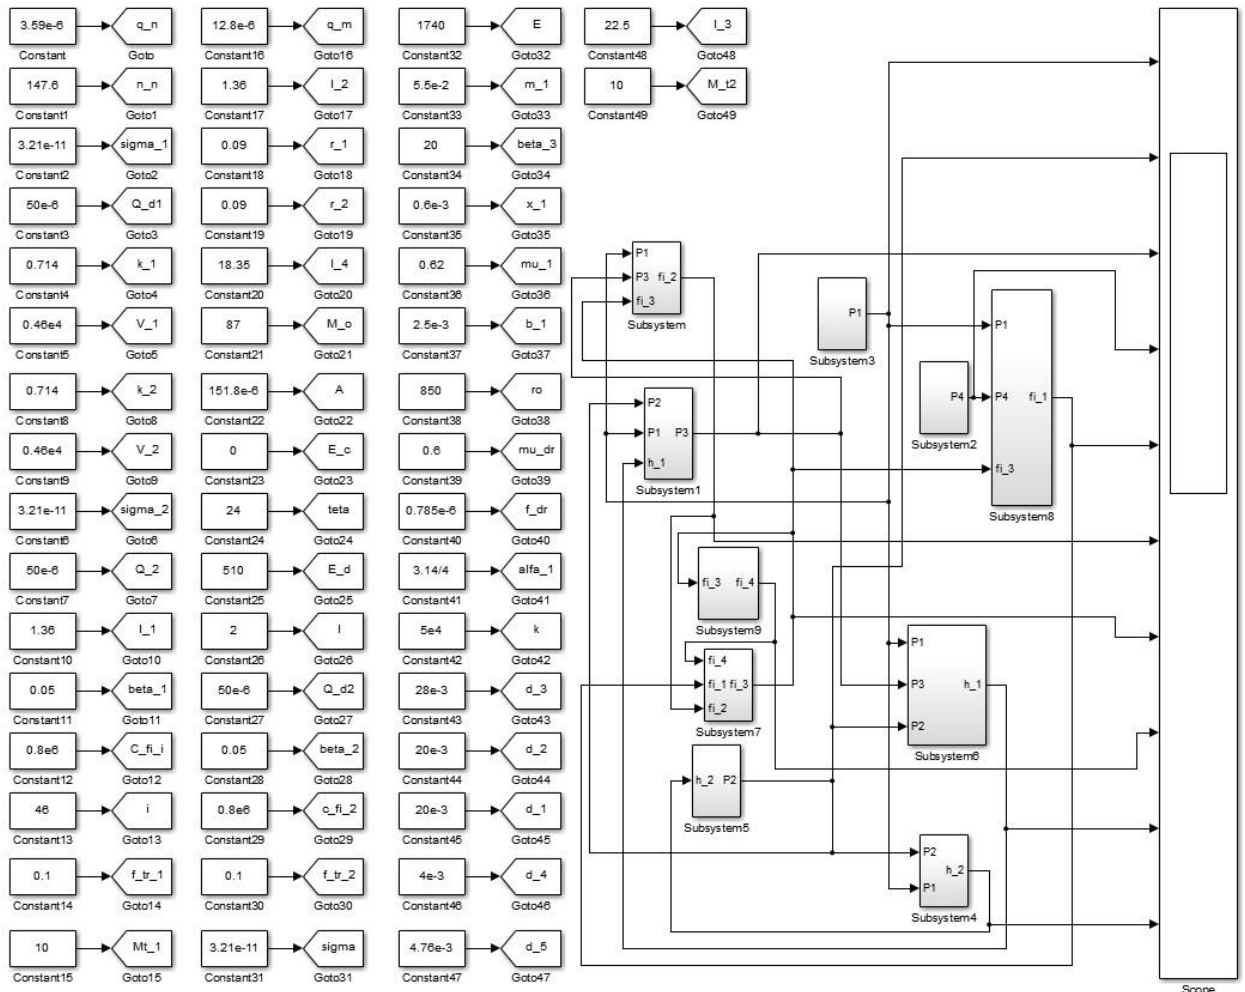 3.59e-6 q_n 12.8e-6 q_m 1740 E 22.5 I_3
Constant Goto Constant16 Goto16 Constant32 Goto32 Constant48 Goto48
147.6 n_n 1.36 I_2 5.5e-2 m_1 10 M_t2
Constant1 Goto1 Constant17 Goto17 Constant33 Goto33 Constant49 Goto49
3.21e-11 sigma_1 0.09 r_1 20 beta_3
Constant2 Goto2 Constant18 Goto18 Constant34 Goto34
50e-6 Q_d1 0.09 r_2 0.6e-3 x_1
Constant3 Goto3 Constant19 Goto19 Constant35 Goto35
0.714 k_1 18.35 I_4 0.62 mu_1
Constant4 Goto4 Constant20 Goto20 Constant36 Goto36
0.46e4 V_1 87 M_o 2.5e-3 b_1
Constant5 Goto5 Constant21 Goto21 Constant37 Goto37
0.714 k_2 151.8e-6 A 850 ro
Constant8 Goto8 Constant22 Goto22 Constant38 Goto38
0.46e4 V_2 0 E_c 0.6 mu_dr
Constant9 Goto9 Constant23 Goto23 Constant39 Goto39
3.21e-11 sigma_2 24 teta 0.785e-6 f_dr
Constant6 Goto6 Constant24 Goto24 Constant40 Goto40
50e-6 Q_2 510 E_d 3.14/4 alfa_1
Constant7 Goto7 Constant25 Goto25 Constant41 Goto41
1.36 I_1 2 I 5e4 k
Constant10 Goto10 Constant26 Goto26 Constant42 Goto42
0.05 beta_1 50e-6 Q_d2 28e-3 d_3
Constant11 Goto11 Constant27 Goto27 Constant43 Goto43
0.8e6 C_fi_i 0.05 beta_2 20e-3 d_2
Constant12 Goto12 Constant28 Goto28 Constant44 Goto44
46 i 0.8e6 c_fi_2 20e-3 d_1
Constant13 Goto13 Constant29 Goto29 Constant45 Goto45
0.1 f_tr_1 0.1 f_tr_2 4e-3 d_4
Constant14 Goto14 Constant30 Goto30 Constant46 Goto46
10 Mt_1 3.21e-11 sigma 4.76e-3 d_5
Constant15 Goto15 Constant31 Goto31 Constant47 Goto47
P1
P3 fi_2
fi_3
Subsystem
P1
Subsystem3
P1
P4 fi_1
fi_3
Subsystem8
P4
Subsystem2
P2
P1 P3
h_1
Subsystem1
fi_3 fi_4
Subsystem9
fi_4
fi_1 fi_3
fi_2
Subsystem7
P1
P3 h_1
P2
Subsystem6
h_2 P2
Subsystem5
P2
h_2
P1
Subsystem4
Scope